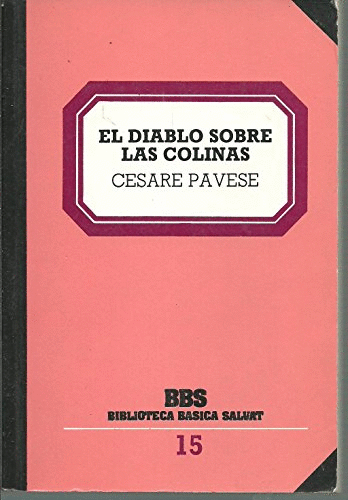 EL DIABLO SOBRE
LAS COLINAS
CESARE PAVESE
BBS
BIBLIOTECA BASICA SALVAT
15